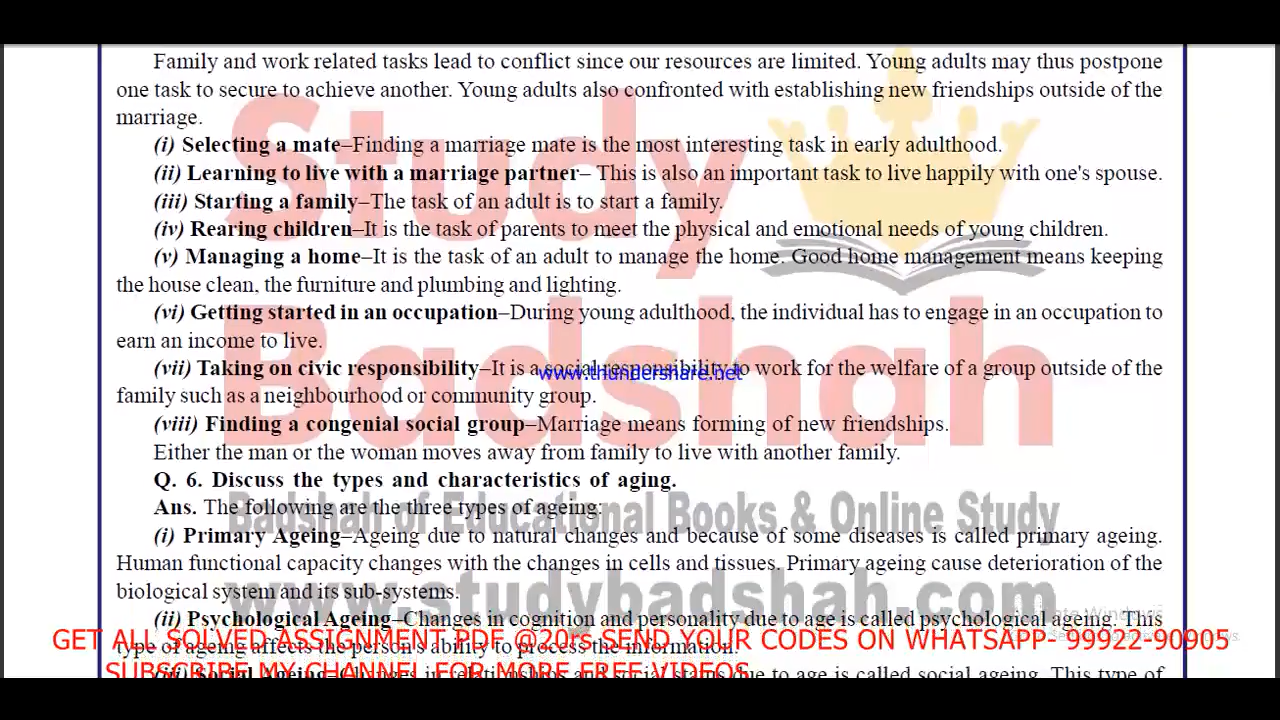 Family and work related tasks lead to conflict since our resources are limited. Young adults may thus postpone
one task to secure to achieve another. Young adults also confronted with establishing new friendships outside of the
marriage.
(i) Selecting a mate–Finding a marriage mate is the most interesting task in early adulthood.
(ii) Learning to live with a marriage partner– This is also an important task to live happily with one's spouse.
(iii) Starting a family–The task of an adult is to start a family.
(iv) Rearing children–It is the task of parents to meet the physical and emotional needs of young children.
(v) Managing a home–It is the task of an adult to manage the home. Good home management means keeping
the house clean, the furniture and plumbing and lighting.
(vi) Getting started in an occupation–During young adulthood, the individual has to engage in an occupation to
earn an income to live.
(vii) Taking on civic responsibility–It is a social responsibility to work for the welfare of a group outside of the
www.thundershare.net
family such as a neighbourhood or community group.
(viii) Finding a congenial social group–Marriage means forming of new friendships.
Either the man or the woman moves away from family to live with another family.
Q. 6. Discuss the types and characteristics of aging.
Ans. The following are the three types of ageing:
(i) Primary Ageing–Ageing due to natural changes and because of some diseases is called primary ageing.
Human functional capacity changes with the changes in cells and tissues. Primary ageing cause deterioration of the
biological system and its sub-systems.
(ii) Psychological Ageing–Changes in cognition and personality due to age is called psychological ageing. This
type of ageing affects the person's ability to process the information.
(iii) Social Ageing–Changes in relationships and social status due to age is called social ageing. This type of
Study
Badshah
Badshah of Educational Books & Online Study
www.studybadshah.com
GET ALL SOLVED ASSIGNMENT PDF @20rs SEND YOUR CODES ON WHATSAPP- 99922-90905
SUBSCRIBE MY CHANNEL FOR MORE FREE VIDEOS